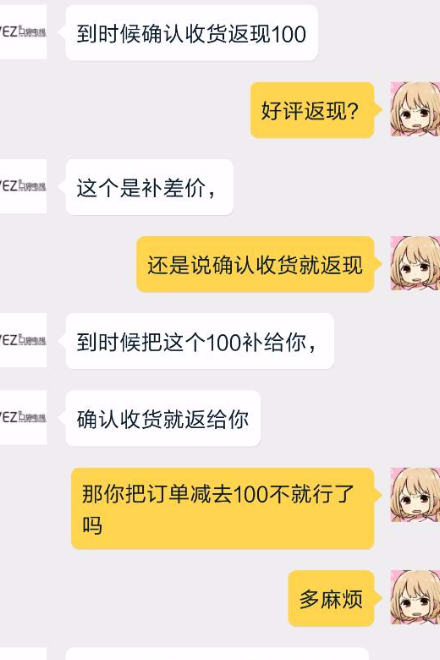 到时候确认收货返现100
好评返现?
这个是补差价，
还是说确认收货就返现
到时候把这个100补给你，
确认收货就返给你
那你把订单减去100不就行了
吗
多麻烦